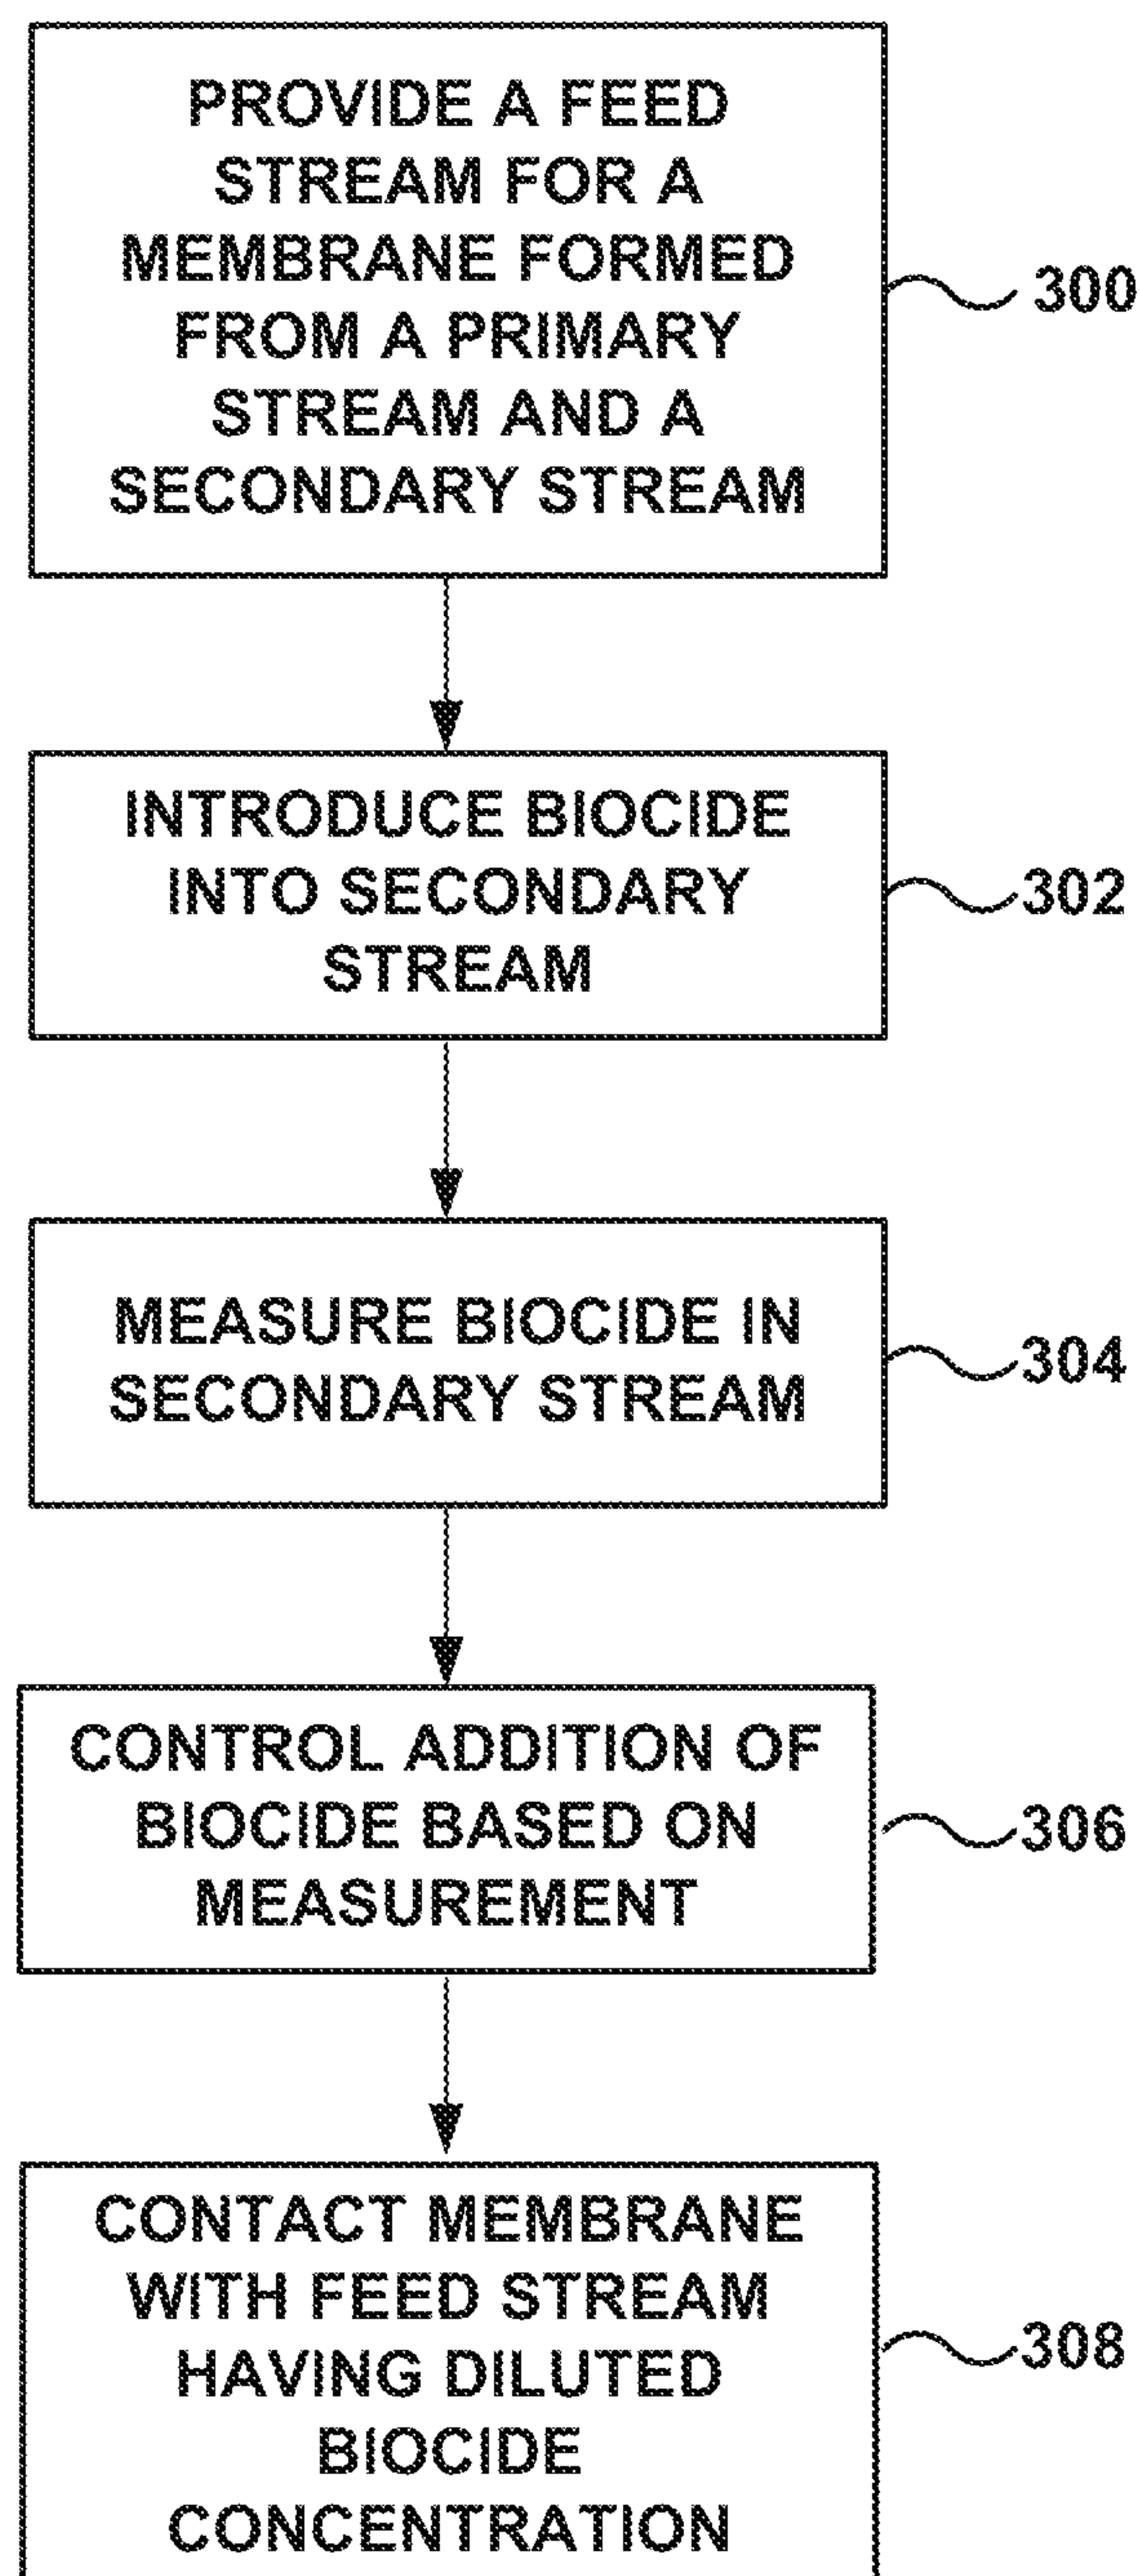 PROVIDE A FEED
STREAM FOR A
MEMBRANE FORMED
FROM A PRIMARY
STREAM AND A
SECONDARY STREAM
300
INTRODUCE BIOCIDE
INTO SECONDARY
STREAM
302
MEASURE BIOCIDE IN
SECONDARY STREAM
304
CONTROL ADDITION OF
BIOCIDE BASED ON
MEASUREMENT
306
CONTACT MEMBRANE
WITH FEED STREAM
HAVING DILUTED
BIOCIDE
CONCENTRATION
308